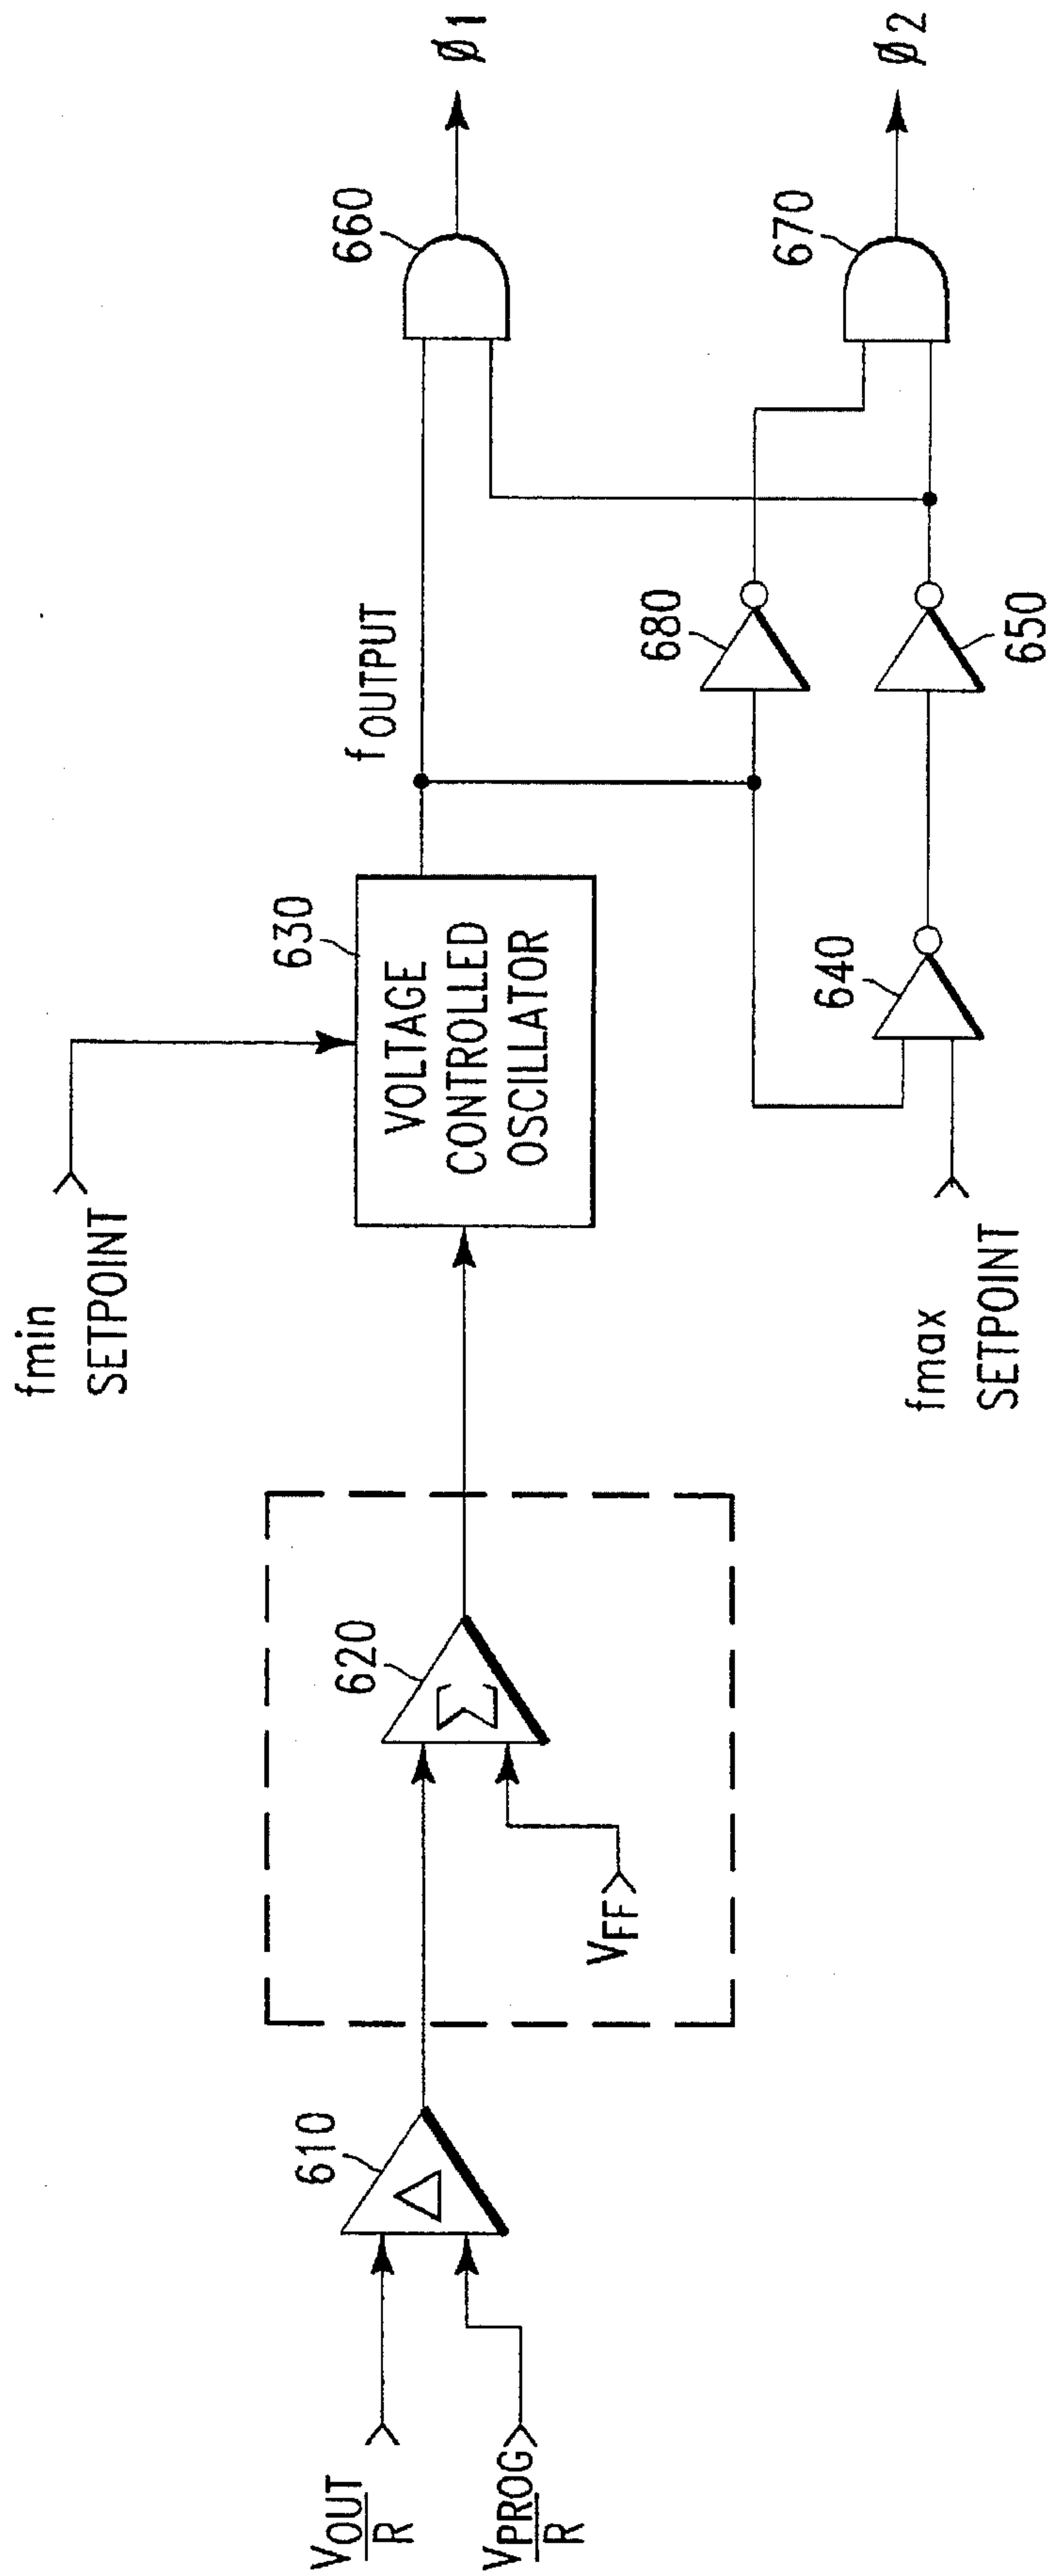 fmin
SETPOINT
630
VOLTAGE
CONTROLLED
OSCILLATOR
fOUTPUT
660
Ø1
VOUT
R
VPROG
R
610
Δ
620
Σ
VFF
fmax
SETPOINT
640
680
650
670
Ø2